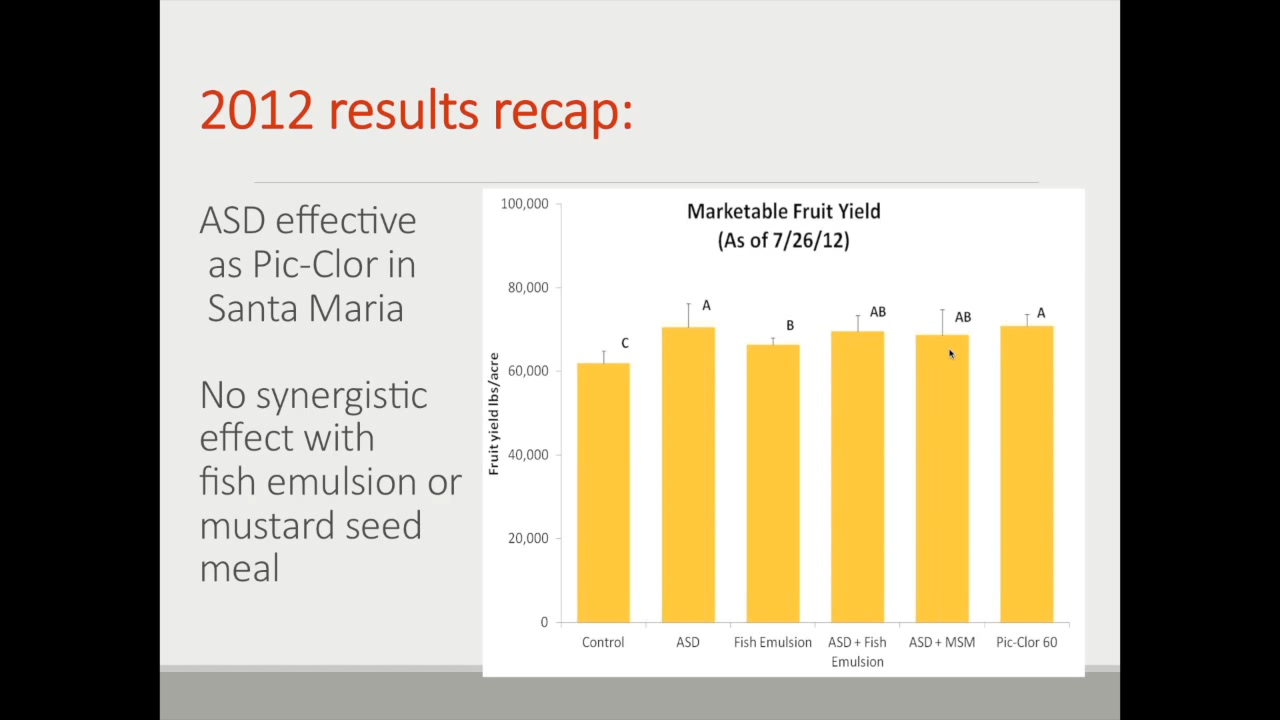 2012 results recap:
ASD effective
as Pic-Clor in
Santa Maria
No synergistic
effect with
fish emulsion or
mustard seed
meal
Marketable Fruit Yield
(As of 7/26/12)
Fruit yield lbs/acre
100,000
80,000
60,000
40,000
20,000
0
C
A
B
AB
AB
A
Control
ASD
Fish Emulsion
ASD + Fish
Emulsion
ASD + MSM
Pic-Clor 60